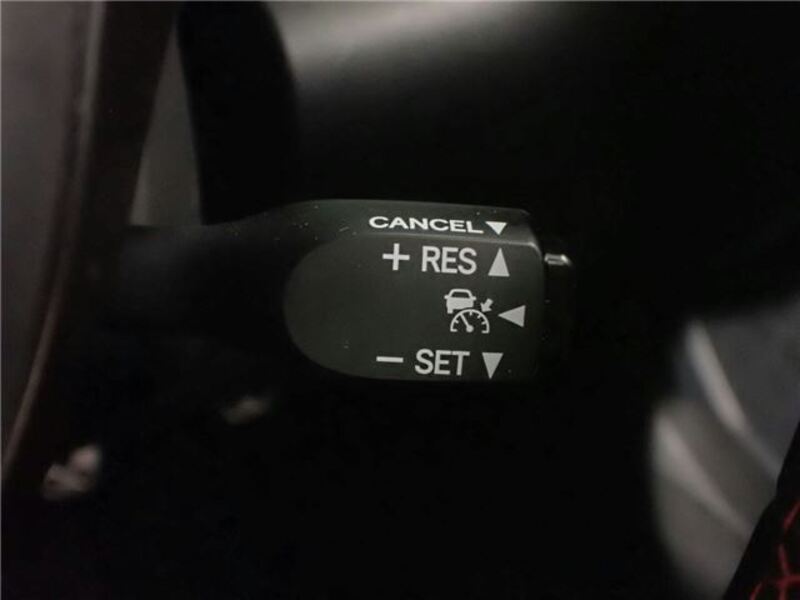 CANCEL▼
+ RES ▲
◀
− SET ▼